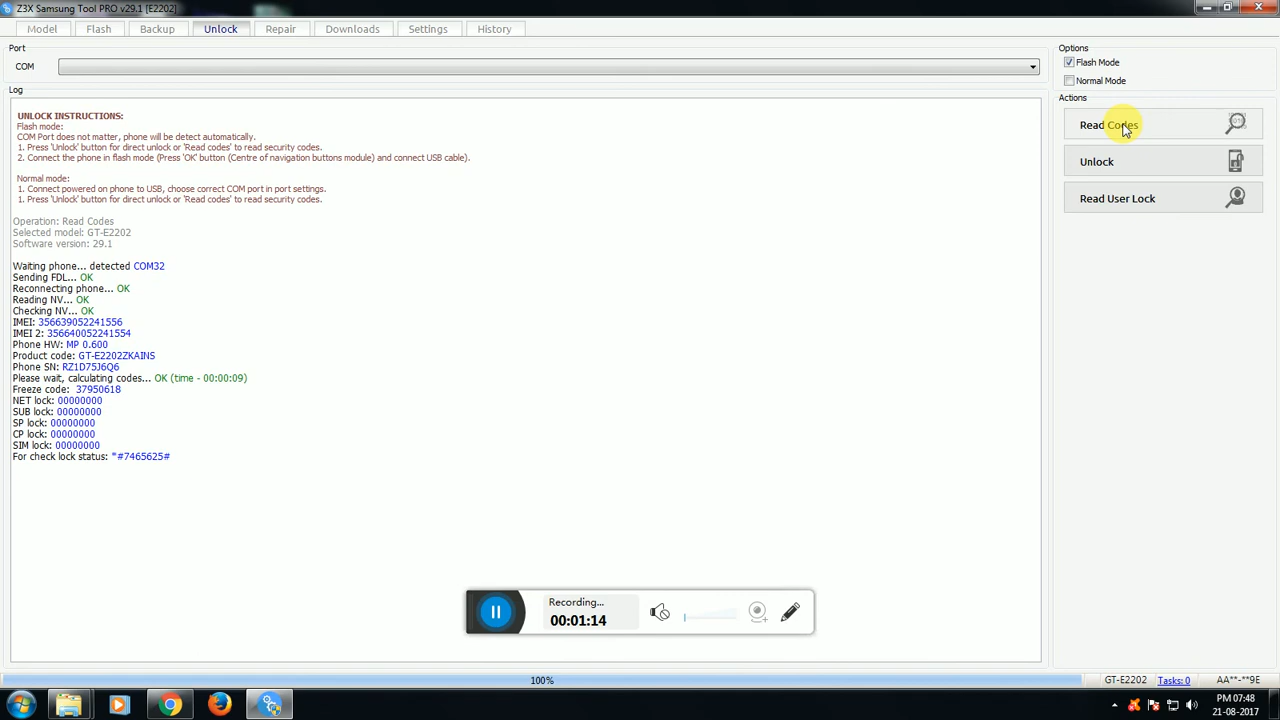 Z3X Samsung Tool PRO v29.1 [E2202]
Model Flash Backup Unlock Repair Downloads Settings History
Port
COM
Log
UNLOCK INSTRUCTIONS:
Flash mode:
COM Port does not matter, phone will be detect automatically.
1. Press 'Unlock' button for direct unlock or 'Read codes' to read security codes.
2. Connect the phone in flash mode (Press 'OK' button (Centre of navigation buttons module) and connect USB cable).
Normal mode:
1. Connect powered on phone to USB, choose correct COM port in port settings.
1. Press 'Unlock' button for direct unlock or 'Read codes' to read security codes.
Operation: Read Codes
Selected model: GT-E2202
Software version: 29.1
Waiting phone... detected COM32
Sending FDL... OK
Reconnecting phone... OK
Reading NV... OK
Checking NV... OK
IMEI: 356639052241556
IMEI 2: 356640052241554
Phone HW: MP 0.600
Product code: GT-E2202ZKAINS
Phone SN: RZ1D75J6Q6
Please wait, calculating codes... OK (time - 00:00:09)
Freeze code: 37950618
NET lock: 00000000
SUB lock: 00000000
SP lock: 00000000
CP lock: 00000000
SIM lock: 00000000
For check lock status: *#7465625#
Options
Flash Mode
Normal Mode
Actions
Read Codes
Unlock
Read User Lock
Recording...
00:01:14
100%
GT-E2202 Tasks: 0 AA**-**9E
PM 07:48
21-08-2017